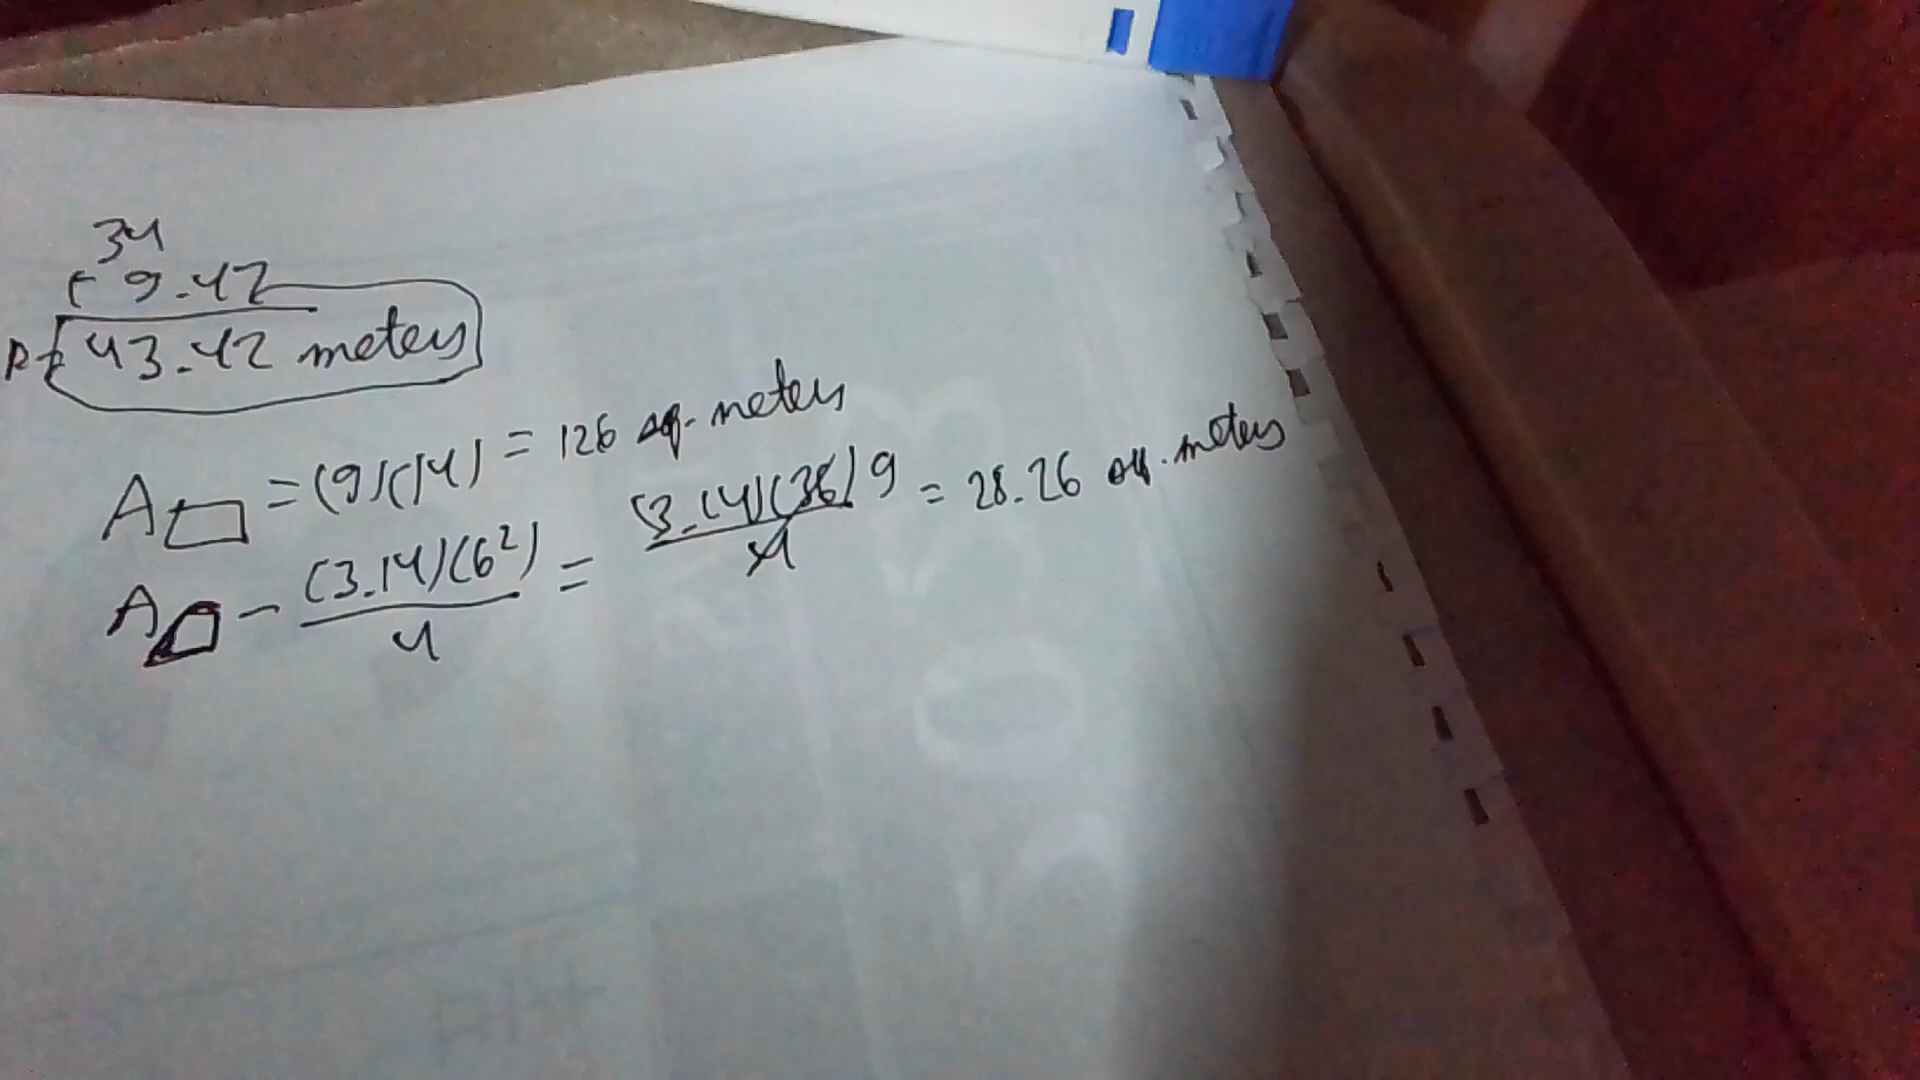 34
+ 9.42
P = 43.42 meters
A▭ = (9)(14) = 126 sq. meters
A - (3.14)(6²)/4 = (3.14)(36)9/4 = 28.26 sq. meters